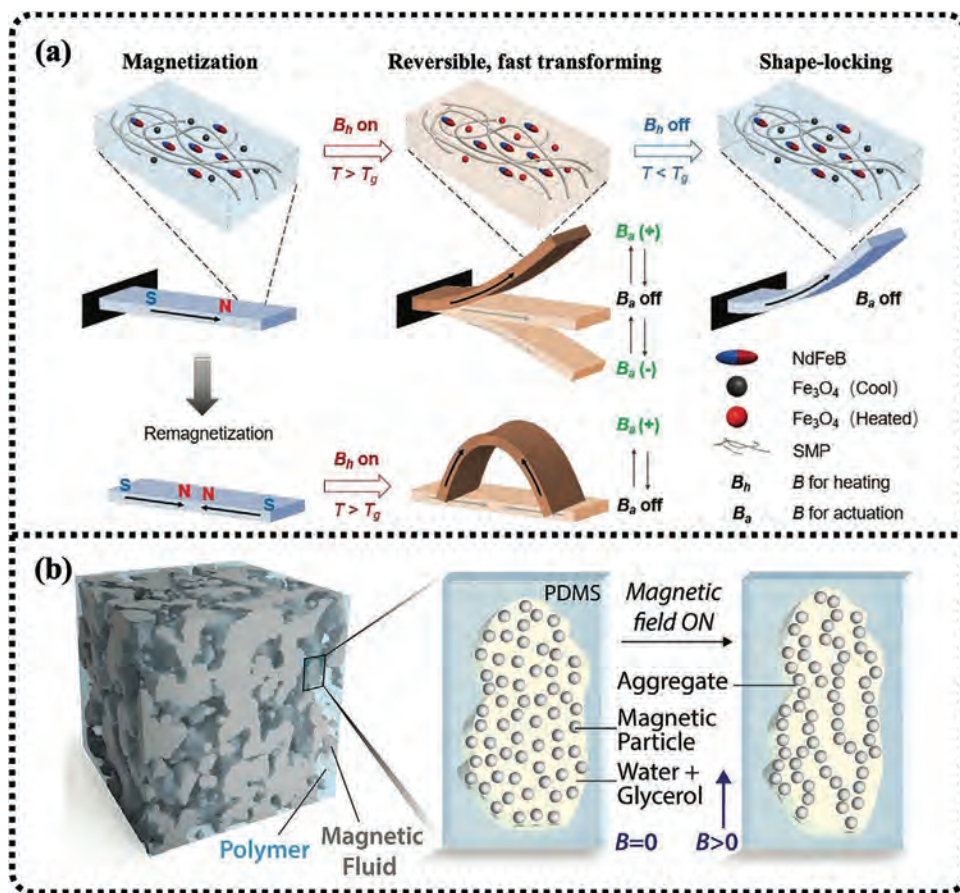 (a)
Magnetization
Reversible, fast transforming
Shape-locking
B_h on
T > T_g
B_h off
T < T_g
B_a (+)
B_a off
B_a (-)
B_a off
S
N
Remagnetization
S
N
N
S
B_h on
T > T_g
B_a (+)
B_a off
NdFeB
Fe₃O₄ (Cool)
Fe₃O₄ (Heated)
SMP
B_h B for heating
B_a B for actuation
(b)
Polymer
Magnetic
Fluid
PDMS
Magnetic
field ON
Aggregate
Magnetic
Particle
Water +
Glycerol
B=0
B>0